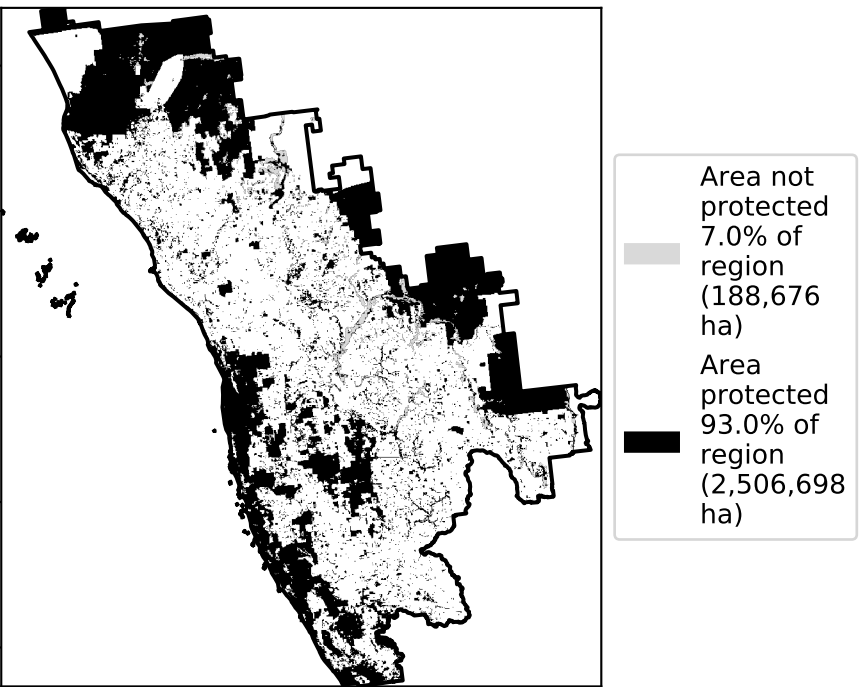 Area not
protected
7.0% of
region
(188,676
ha)
Area
protected
93.0% of
region
(2,506,698
ha)